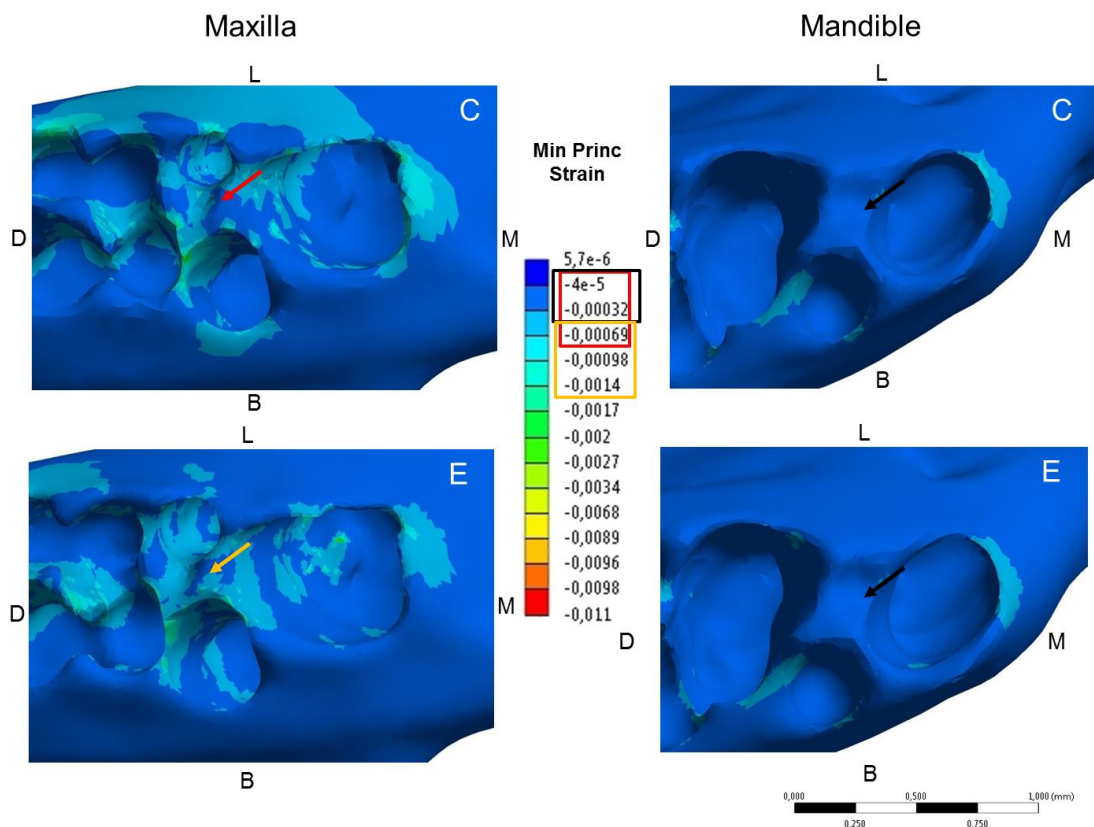 Maxilla
Mandible
L
C
D
M
B
L
C
D
M
B
Min Princ
Strain
5,7e-6
-4e-5
-0,00032
-0,00069
-0,00098
-0,0014
-0,0017
-0,002
-0,0027
-0,0034
-0,0068
-0,0089
-0,0096
-0,0098
-0,011
L
E
D
M
B
L
E
D
M
B
0,000
0,500
1,000 (mm)
0.250
0.750